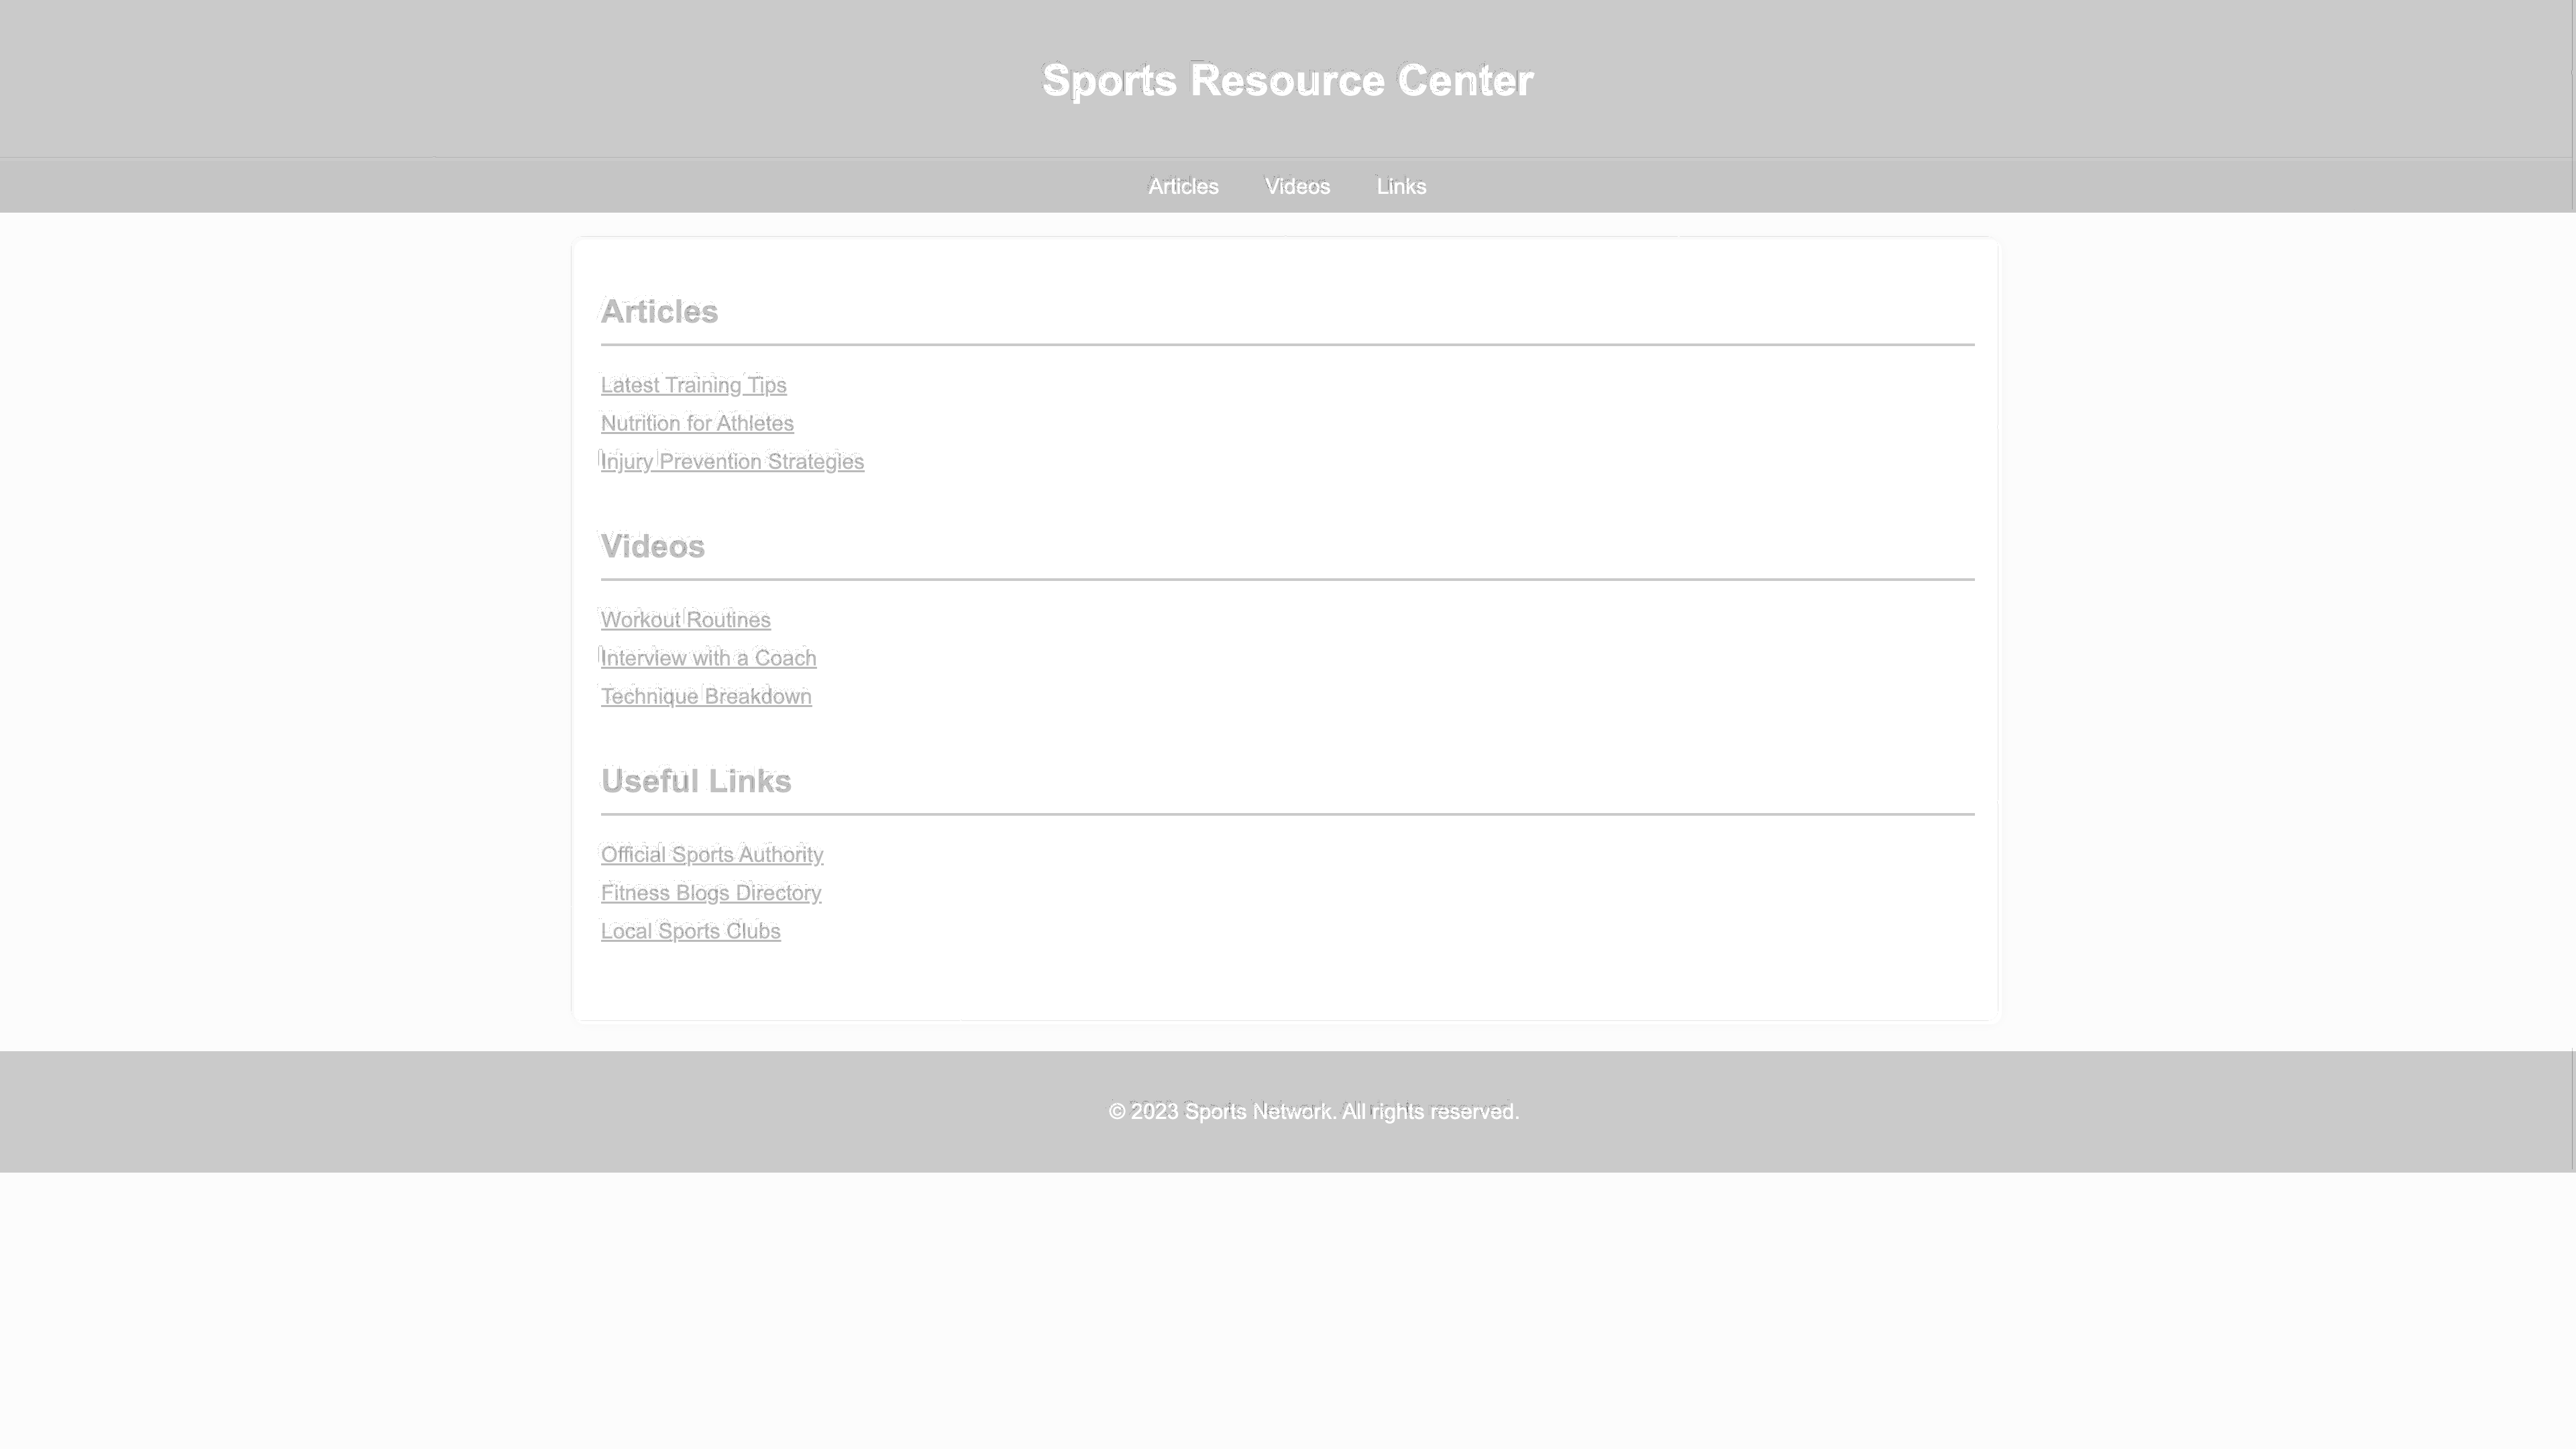 Sports Resource Center
Articles Videos Links
Articles
Latest Training Tips
Nutrition for Athletes
Injury Prevention Strategies
Videos
Workout Routines
Interview with a Coach
Technique Breakdown
Useful Links
Official Sports Authority
Fitness Blogs Directory
Local Sports Clubs
© 2023 Sports Network. All rights reserved.